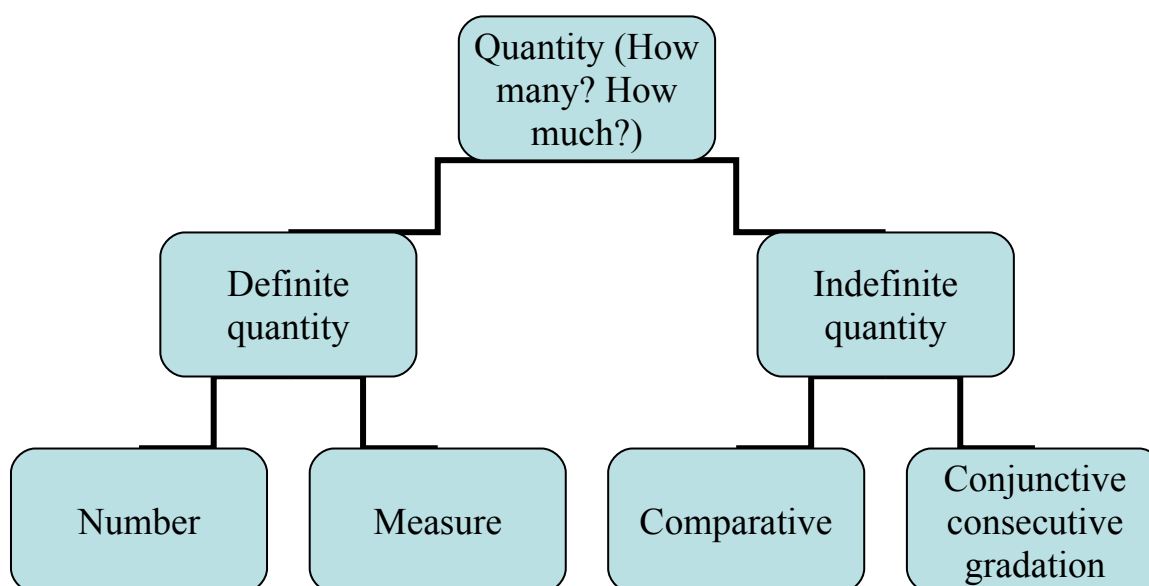 Quantity (How
many? How
much?)
Definite
quantity
Indefinite
quantity
Number
Measure
Comparative
Conjunctive
consecutive
gradation